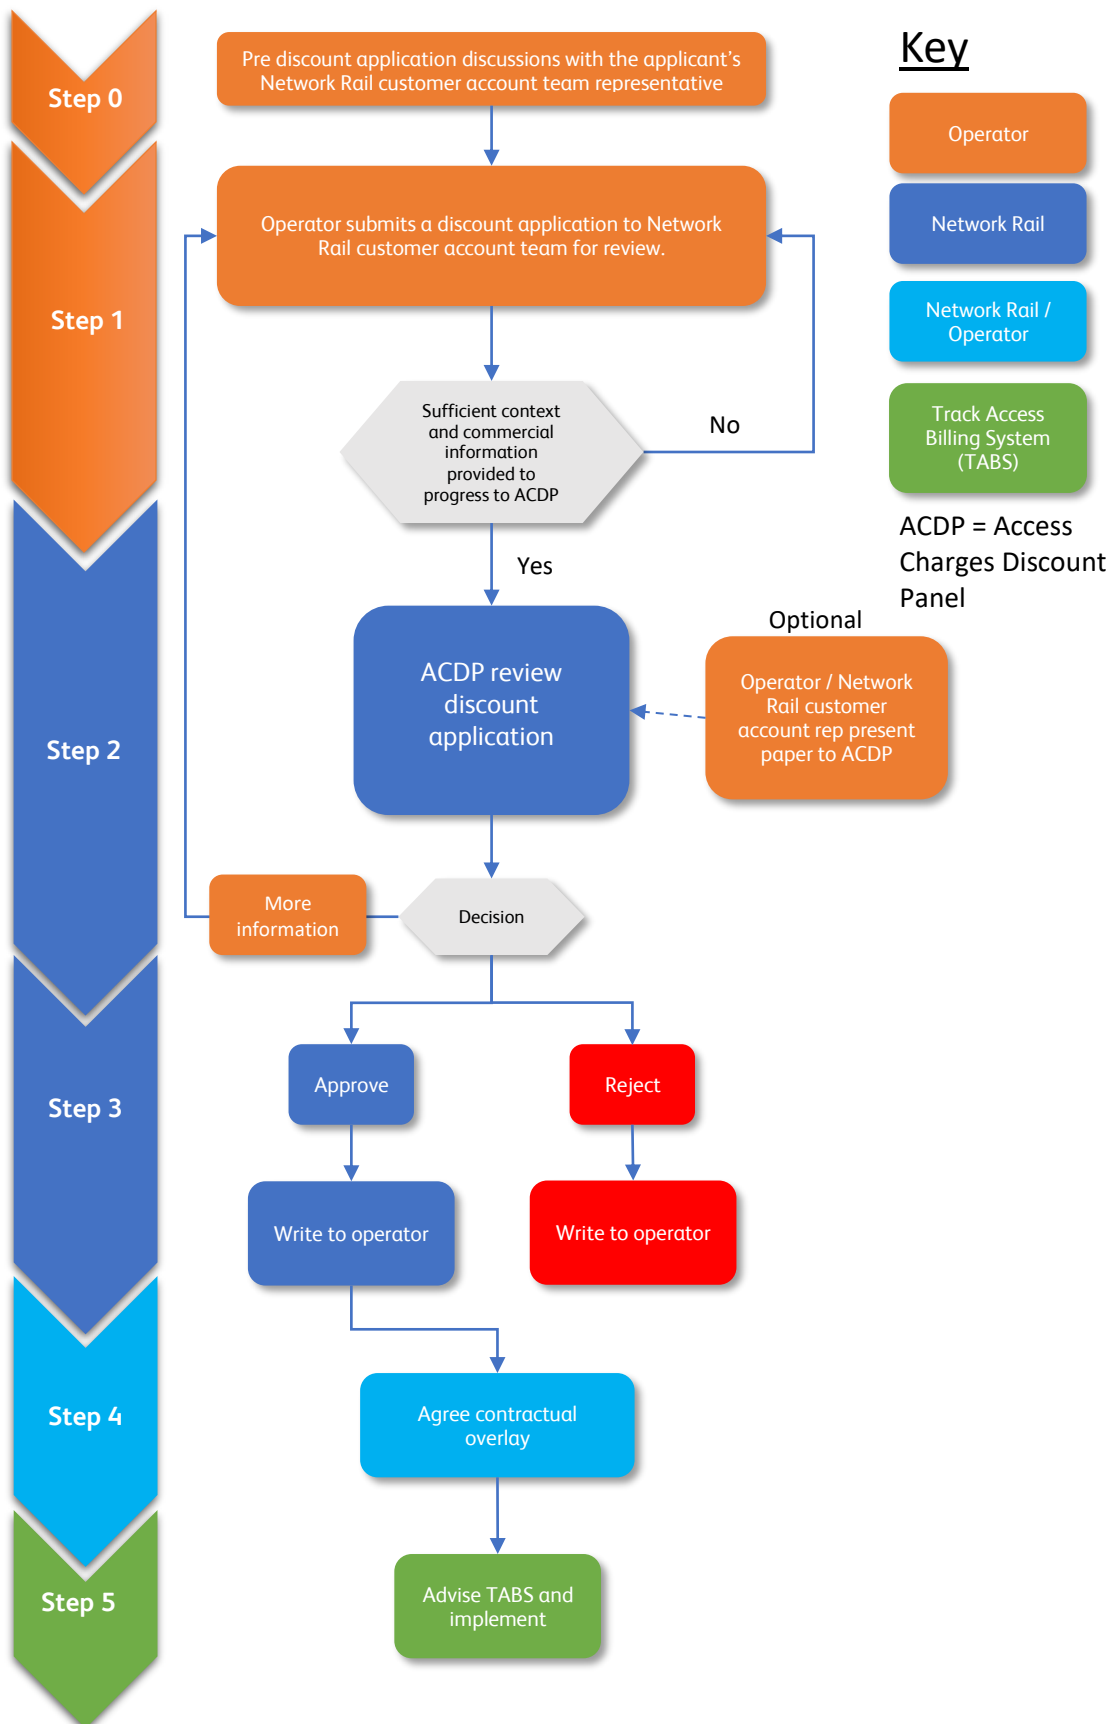 Step 0
Pre discount application discussions with the applicant's
Network Rail customer account team representative
Key
Operator
Network Rail
Network Rail /
Operator
Track Access
Billing System
(TABS)
ACDP = Access
Charges Discount
Panel
Step 1
Operator submits a discount application to Network
Rail customer account team for review.
Sufficient context
and commercial
information
provided to
progress to ACDP
No
Yes
Step 2
ACDP review
discount
application
Optional
Operator / Network
Rail customer
account rep present
paper to ACDP
More
information
Decision
Step 3
Approve
Reject
Write to operator
Write to operator
Step 4
Agree contractual
overlay
Step 5
Advise TABS and
implement